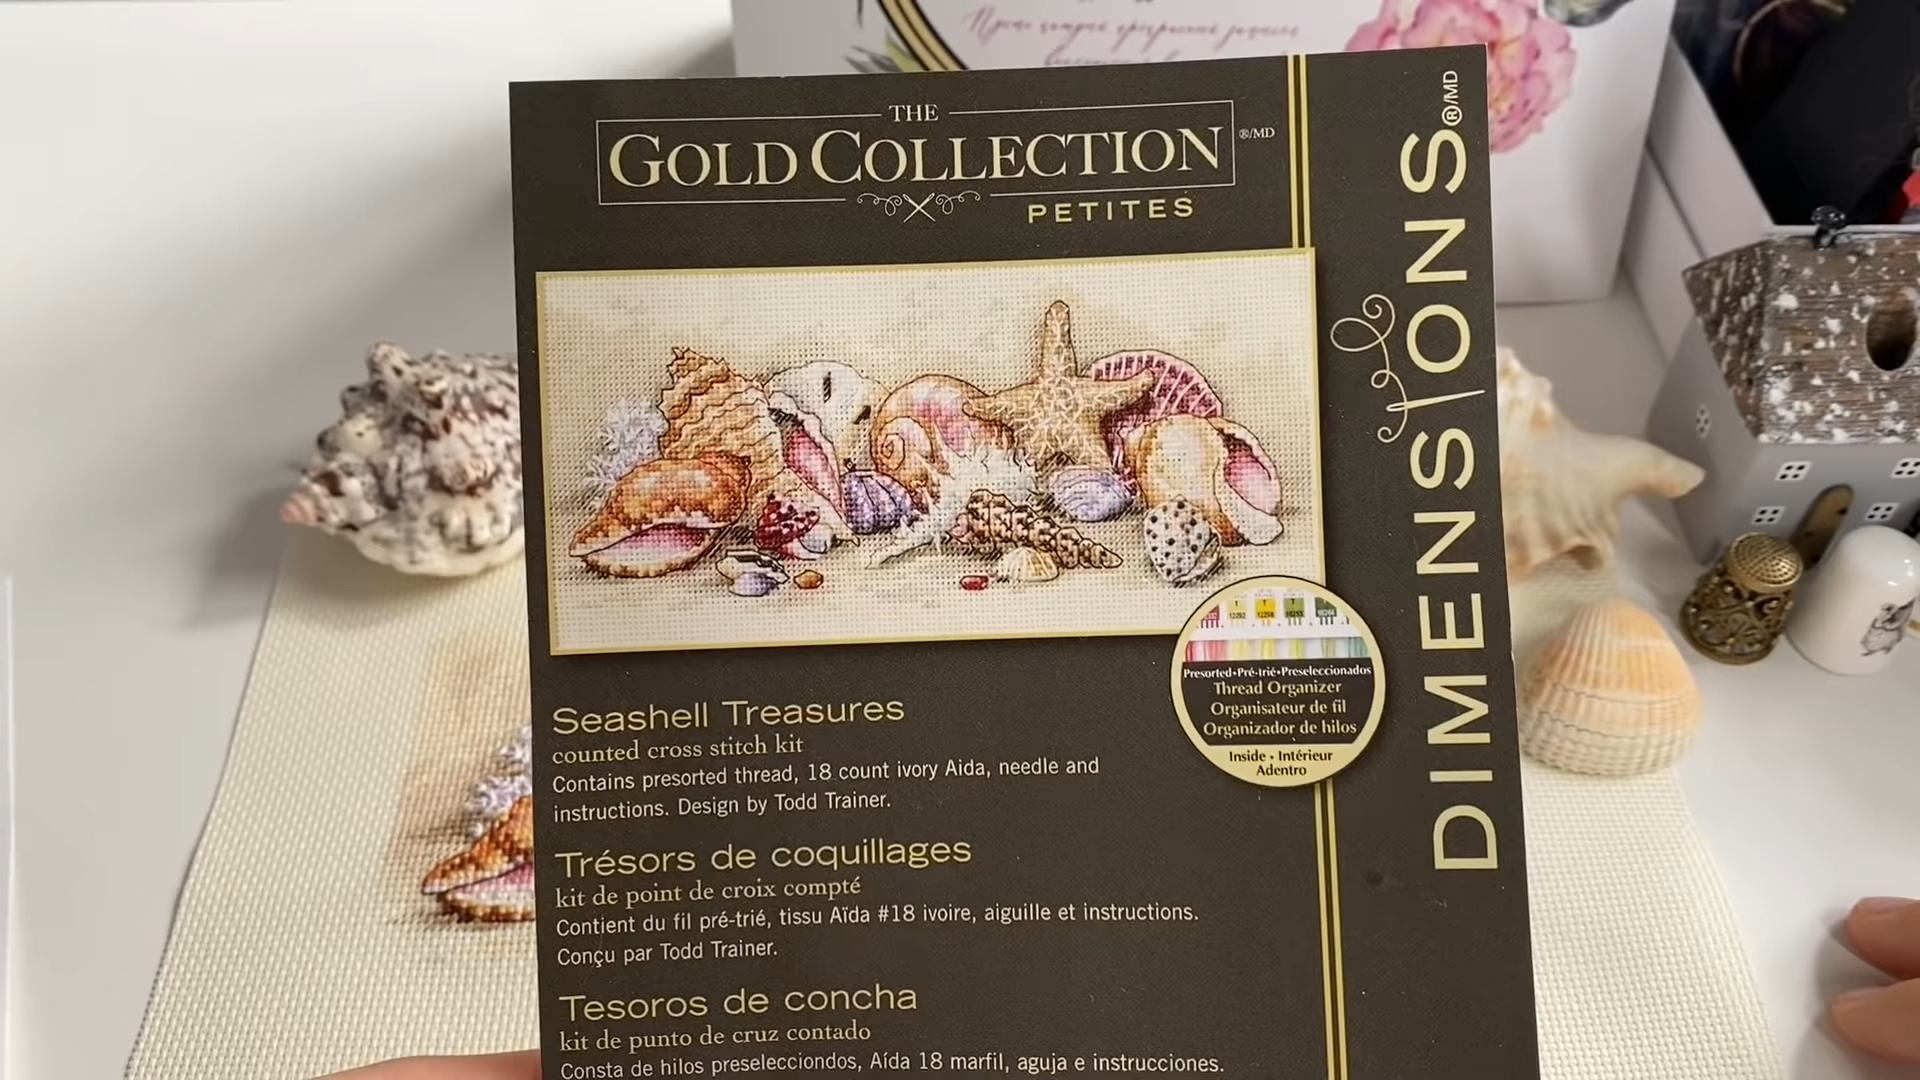 THE
GOLD COLLECTION ®/MD
PETITES
DIMENSIONS®/MD
Presorted•Pré-trié•Preseleccionados
Thread Organizer
Organisateur de fil
Organizador de hilos
Inside • Intérieur
Adentro
Seashell Treasures
counted cross stitch kit
Contains presorted thread, 18 count ivory Aida, needle and
instructions. Design by Todd Trainer.
Trésors de coquillages
kit de point de croix compté
Contient du fil pré-trié, tissu Aïda #18 ivoire, aiguille et instructions.
Conçu par Todd Trainer.
Tesoros de concha
kit de punto de cruz contado
Consta de hilos preselecciondos, Aída 18 marfil, aguja e instrucciones.